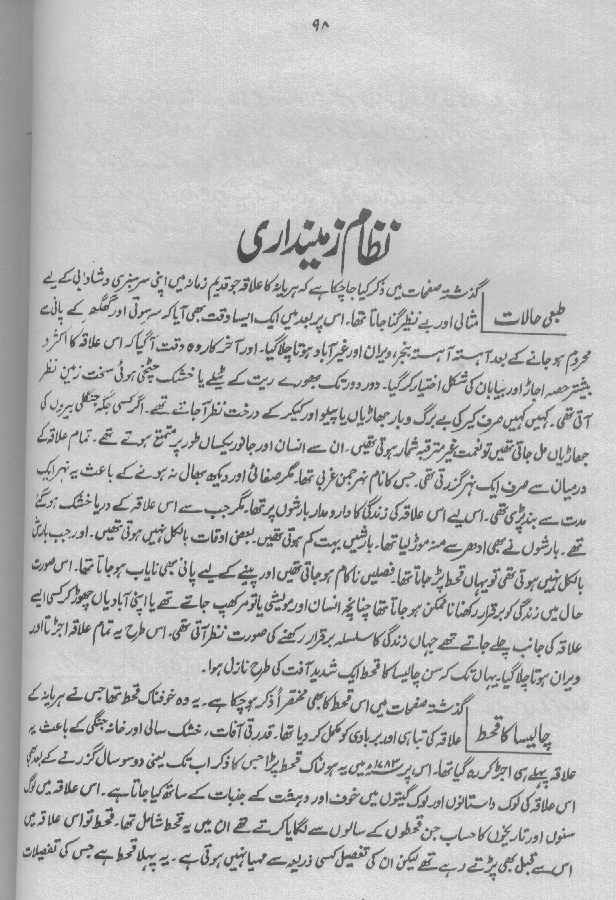 ۹۸
نظام زمینداری
گذشتہ صفحات میں ذکر کیا جا چکا ہے کہ ہریانہ کا علاقہ جو قدیم زمانہ میں اپنی سرسبزی و شادابی کے لیے
طبعی حالات
مثالی اور بے نظیر گنا جاتا تھا۔ اس پر بعد میں ایک ایسا وقت بھی آیا کہ سرسوتی اور گھگھر کے پانی سے
محروم ہو جانے کے بعد آہستہ آہستہ بنجر، ویران اور غیر آباد ہوتا چلا گیا۔ اور آخر کار وہ وقت آ گیا کہ اس علاقہ کا اکثر و
بیشتر حصہ اجاڑ اور بیابان کی شکل اختیار کر گیا۔ دور دور تک بھورے ریت کے ٹیلے یا خشک چٹخی ہوئی سخت زمین نظر
آتی تھی۔ کہیں کہیں صرف کیر کی بے برگ و بار جھاڑیاں یا پیلو اور کیکر کے درخت نظر آ جاتے تھے۔ اگر کسی جگہ جنگلی بیروں کی
جھاڑیاں مل جاتی تھیں تو نعمت غیر مترقبہ شمار ہوتی تھیں۔ ان سے انسان اور جانور یکساں طور پر متمتع ہوتے تھے۔ تمام علاقہ کے
درمیان سے صرف ایک نہر گزرتی تھی۔ جس کا نام نہر جمن غربی تھا۔ مگر صفائی اور دیکھ بھال نہ ہونے کے باعث یہ نہر ایک
مدت سے بند پڑی تھی۔ اس لیے اس علاقہ کی زندگی کا دارومدار بارشوں پر تھا۔ مگر جب سے اس علاقہ کے دریا خشک ہو گئے
تھے۔ بارشوں نے بھی ادھر سے منہ موڑ لیا تھا۔ بارشیں بہت کم ہوتی تھیں۔ بعض اوقات بالکل نہیں ہوتی تھیں۔ اور جب بارش
بالکل نہیں ہوتی تھی تو یہاں قحط پڑ جاتا تھا فصلیں ناکام ہو جاتی تھیں اور پینے کے لیے پانی بھی نایاب ہو جاتا تھا۔ اس صورت
حال میں زندگی کو برقرار رکھنا ناممکن ہو جاتا تھا چنانچہ انسان اور مویشی یا تو مر کھپ جاتے تھے یا اپنی آبادیاں چھوڑ کر کسی ایسے
علاقہ کی جانب چلے جاتے تھے جہاں زندگی کا سلسلہ برقرار رکھنے کی صورت نظر آتی تھی۔ اس طرح یہ تمام علاقہ اجڑتا اور
ویران ہوتا چلا گیا۔ یہاں تک کہ سن چالیسا کا قحط ایک شدید آفت کی طرح نازل ہوا۔
گذشتہ صفحات میں اس قحط کا بھی مختصراً ذکر ہو چکا ہے۔ یہ وہ خوفناک قحط تھا جس نے ہریانہ کے
چالیسا کا قحط
علاقہ کی تباہی اور بربادی کو مکمل کر دیا تھا۔ قدرتی آفات، خشک سالی اور خانہ جنگی کے باعث یہ
علاقہ پہلے ہی اجڑ کر رہ گیا تھا۔ اس پر ۱۷۸۳ء میں یہ ہولناک قحط پڑا جس کا ذکر اب تک یعنی دو سو سال گزرنے کے بعد بھی
اس علاقہ کی لوک داستانوں اور لوک گیتوں میں خوف اور دہشت کے جذبات کے ساتھ کیا جاتا ہے۔ اس علاقہ میں لوگ
سنوں اور تاریخوں کا حساب جن قحطوں کے سالوں سے لگایا کرتے تھے ان میں یہ قحط شامل تھا۔ قحط تو اس علاقہ میں
اس سے قبل بھی پڑتے رہے تھے لیکن ان کی تفصیل کسی ذریعہ سے مہیا نہیں ہوتی ہے۔ یہ پہلا قحط ہے جس کی تفصیلات